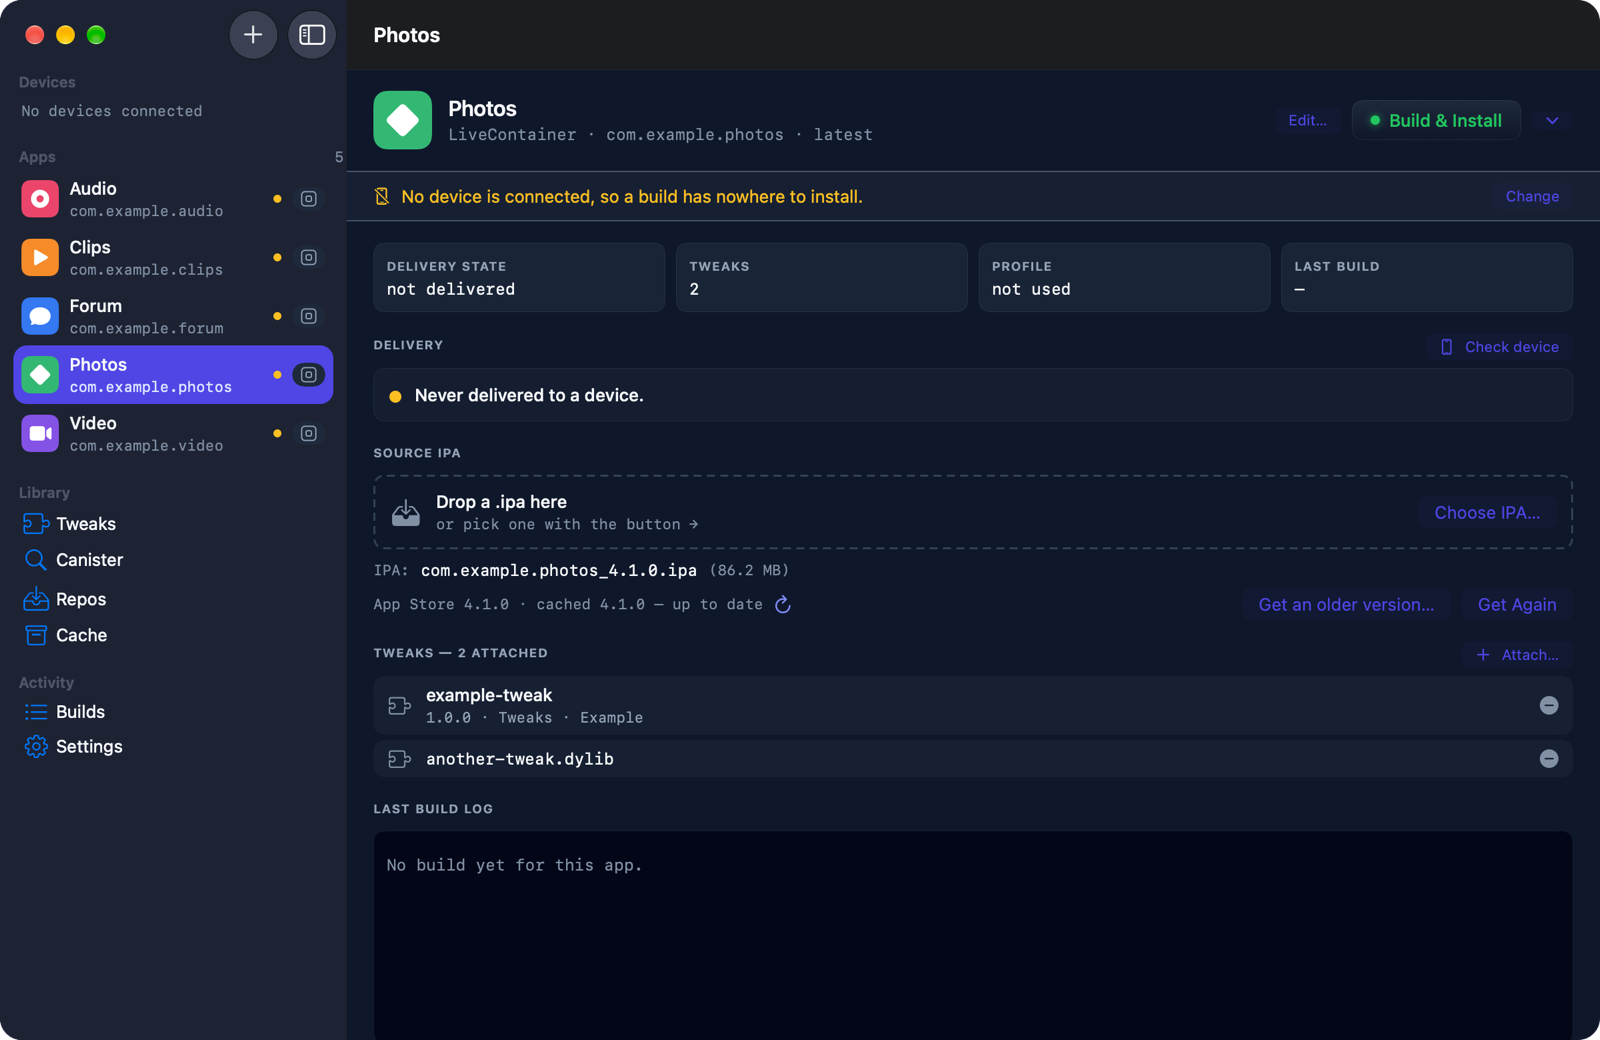 Photos
Devices
No devices connected
Apps 5
Audio
com.example.audio
Clips
com.example.clips
Forum
com.example.forum
Photos
com.example.photos
Video
com.example.video
Library
Tweaks
Canister
Repos
Cache
Activity
Builds
Settings
Photos
LiveContainer · com.example.photos · latest
Edit...
Build & Install
No device is connected, so a build has nowhere to install.
Change
DELIVERY STATE
not delivered
TWEAKS
2
PROFILE
not used
LAST BUILD
—
DELIVERY
Check device
Never delivered to a device.
SOURCE IPA
Drop a .ipa here
or pick one with the button →
Choose IPA...
IPA: com.example.photos_4.1.0.ipa (86.2 MB)
App Store 4.1.0 · cached 4.1.0 — up to date
Get an older version...
Get Again
TWEAKS — 2 ATTACHED
Attach...
example-tweak
1.0.0 · Tweaks · Example
another-tweak.dylib
LAST BUILD LOG
No build yet for this app.